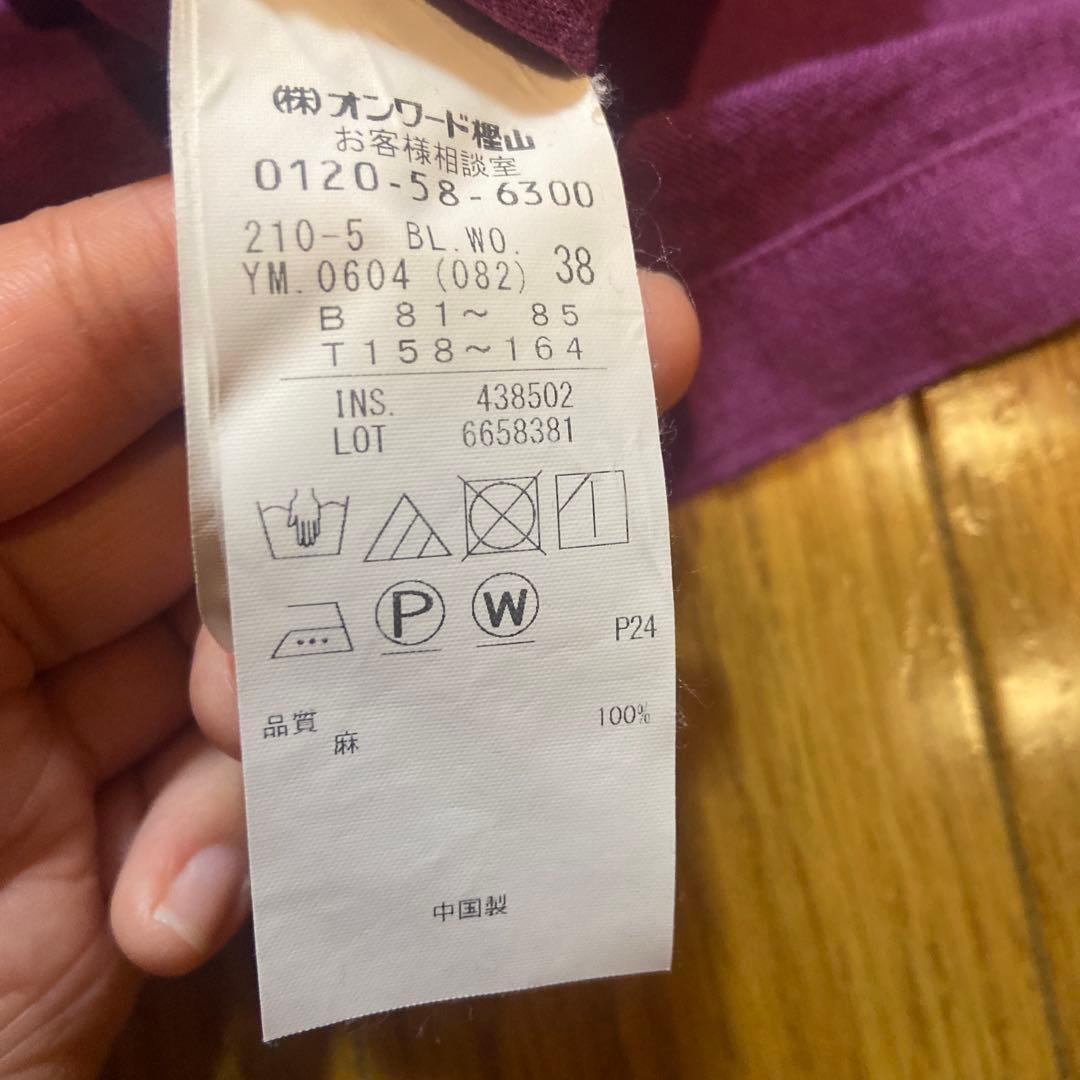 (株)オンワード樫山
お客様相談室
0120-58-6300
210-5 BL.WO.
YM.0604 (082) 38
B 81〜 85
T158〜164
INS. 438502
LOT 6658381
P
W
P24
品質 100%
麻
中国製